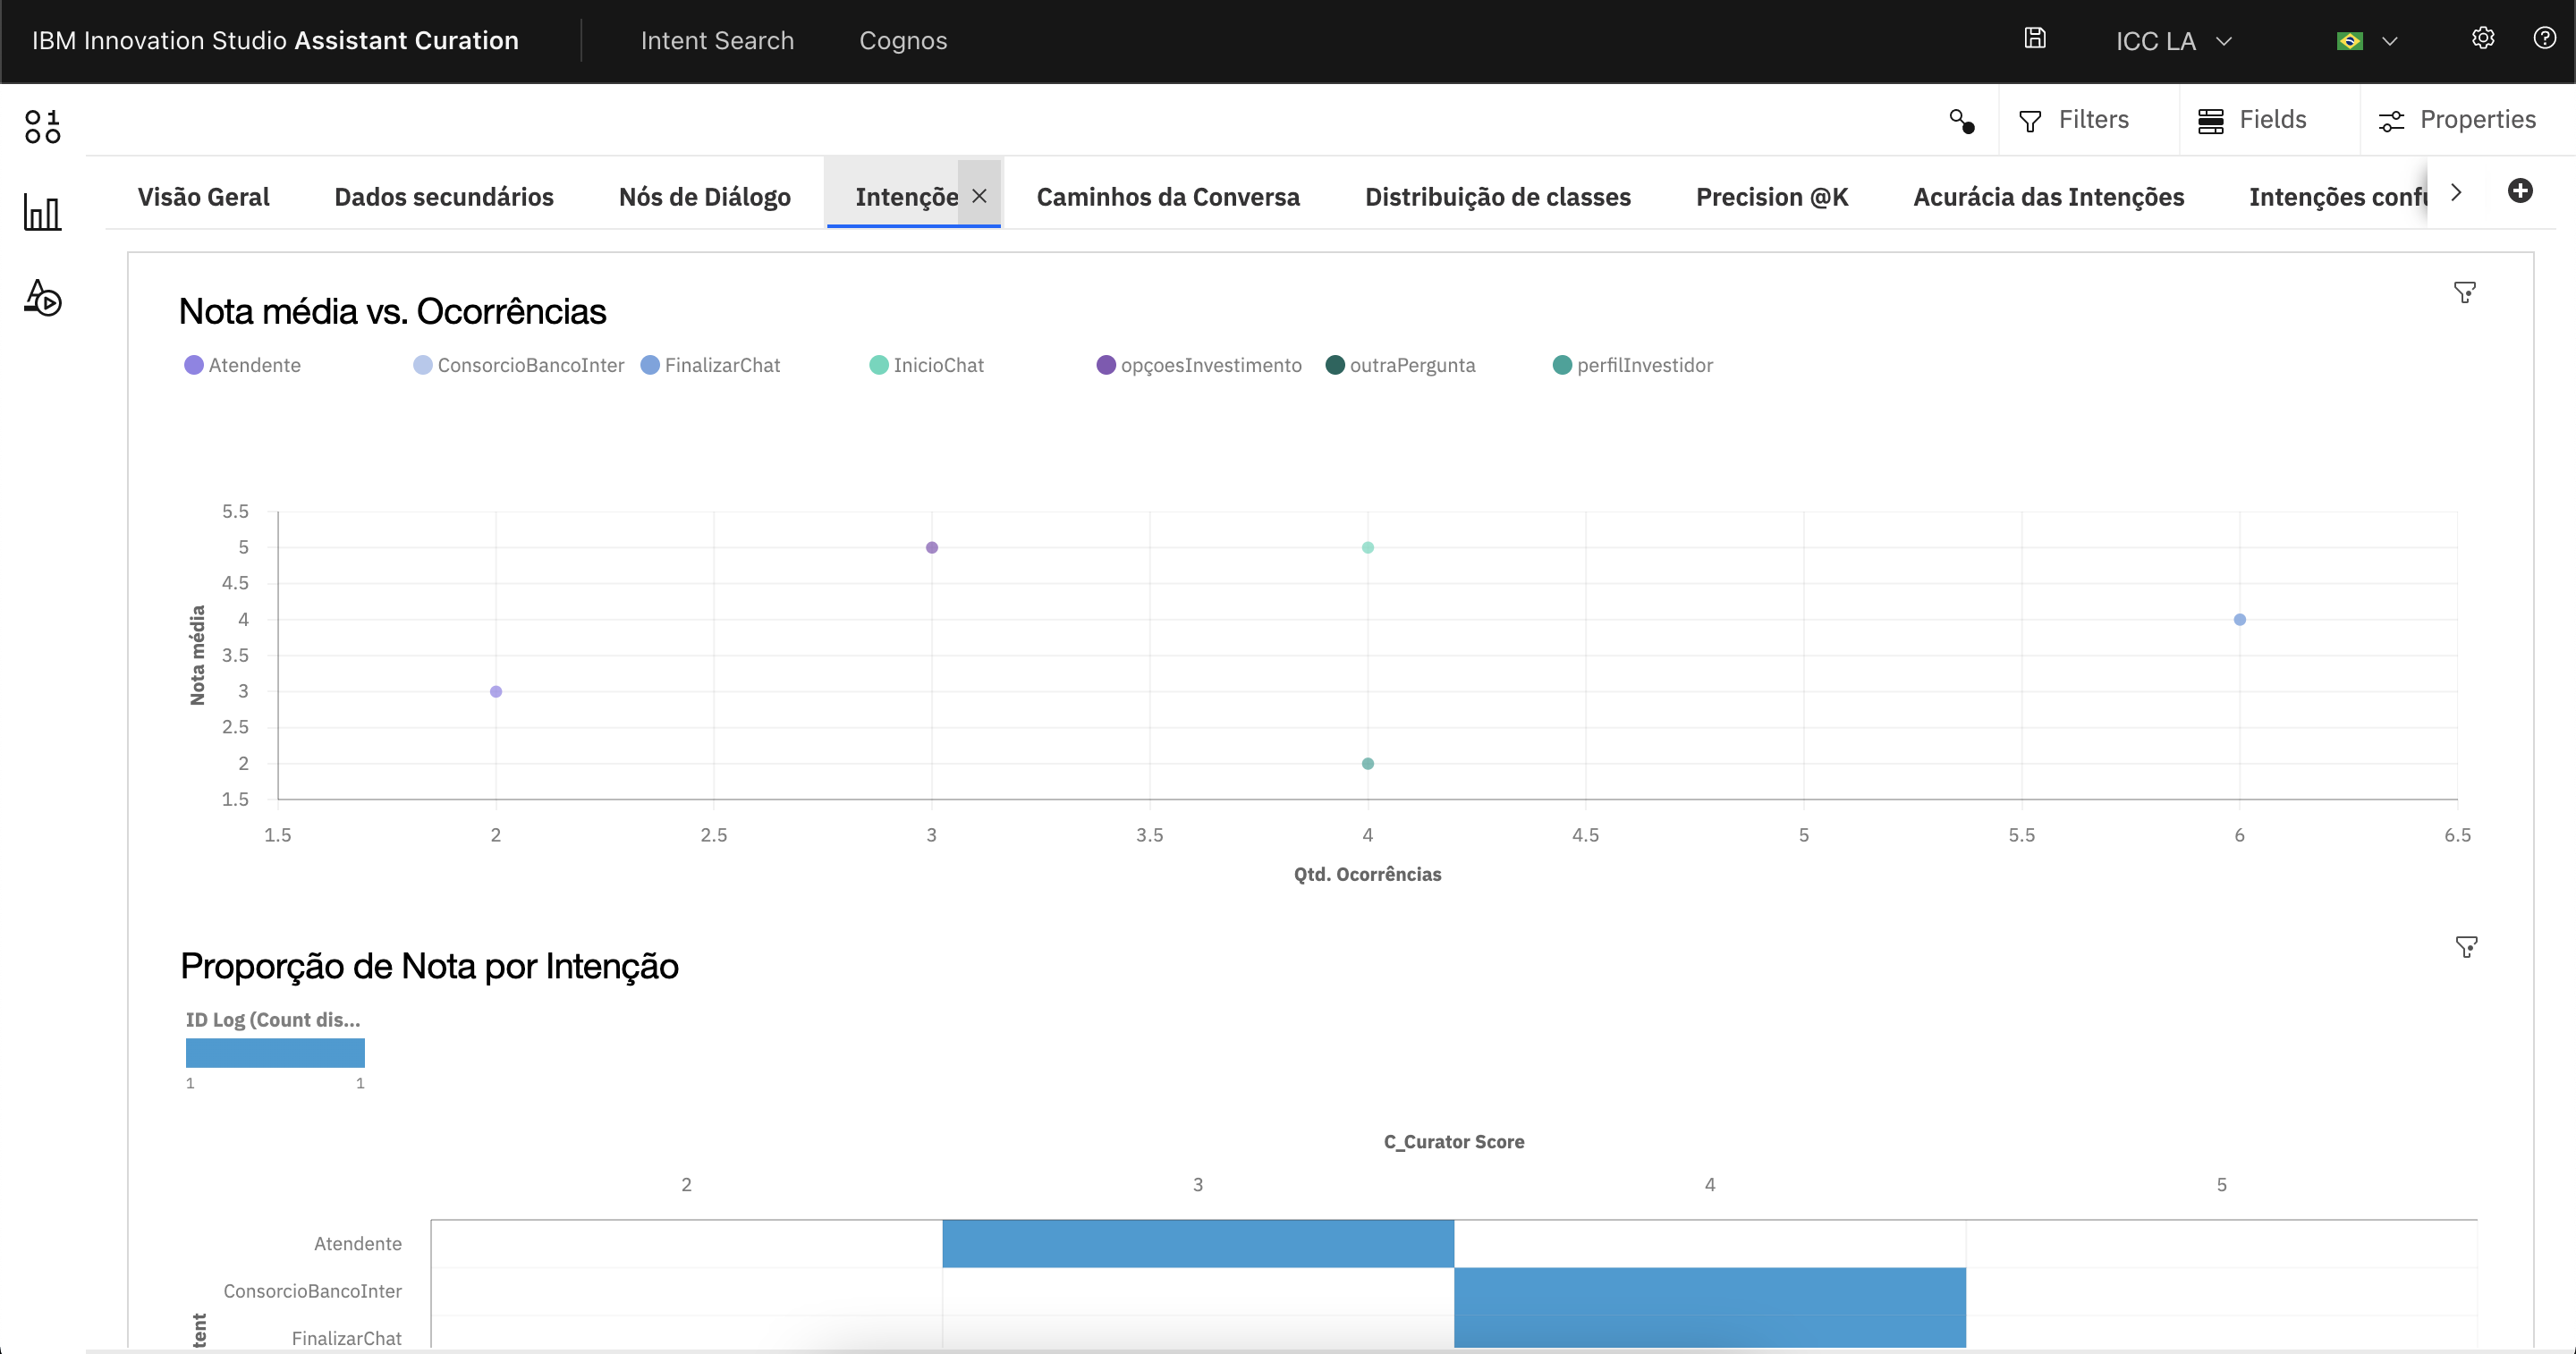 IBM Innovation Studio Assistant Curation
Intent Search
Cognos
ICC LA
Filters
Fields
Properties
Visão Geral
Dados secundários
Nós de Diálogo
Intençõe
Caminhos da Conversa
Distribuição de classes
Precision @K
Acurácia das Intenções
Intenções conf
Nota média vs. Ocorrências
Atendente
ConsorcioBancoInter
FinalizarChat
InicioChat
opçoesInvestimento
outraPergunta
perfilInvestidor
5.5
5
4.5
4
3.5
3
2.5
2
1.5
Nota média
1.5 2 2.5 3 3.5 4 4.5 5 5.5 6 6.5
Qtd. Ocorrências
Proporção de Nota por Intenção
ID Log (Count dis...
1 1
C_Curator Score
2 3 4 5
Atendente
ConsorcioBancoInter
FinalizarChat
tent